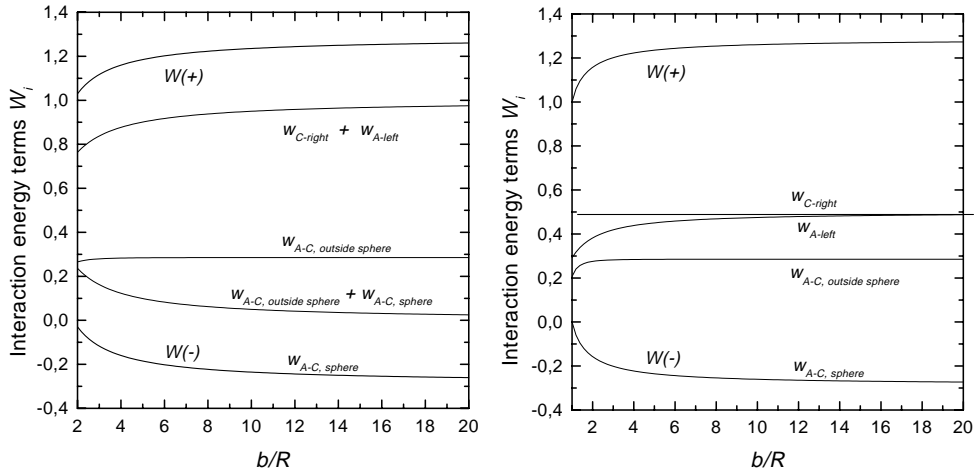 Interaction energy terms W_i
1,4
1,2
1,0
0,8
0,6
0,4
0,2
0,0
-0,2
-0,4
W(+)
w_C-right + w_A-left
w_A-C, outside sphere
w_A-C, outside sphere + w_A-C, sphere
W(-)
w_A-C, sphere
2 4 6 8 10 12 14 16 18 20
b/R
Interaction energy terms W_i
1,4
1,2
1,0
0,8
0,6
0,4
0,2
0,0
-0,2
-0,4
W(+)
w_C-right
w_A-left
w_A-C, outside sphere
W(-)
w_A-C, sphere
2 4 6 8 10 12 14 16 18 20
b/R